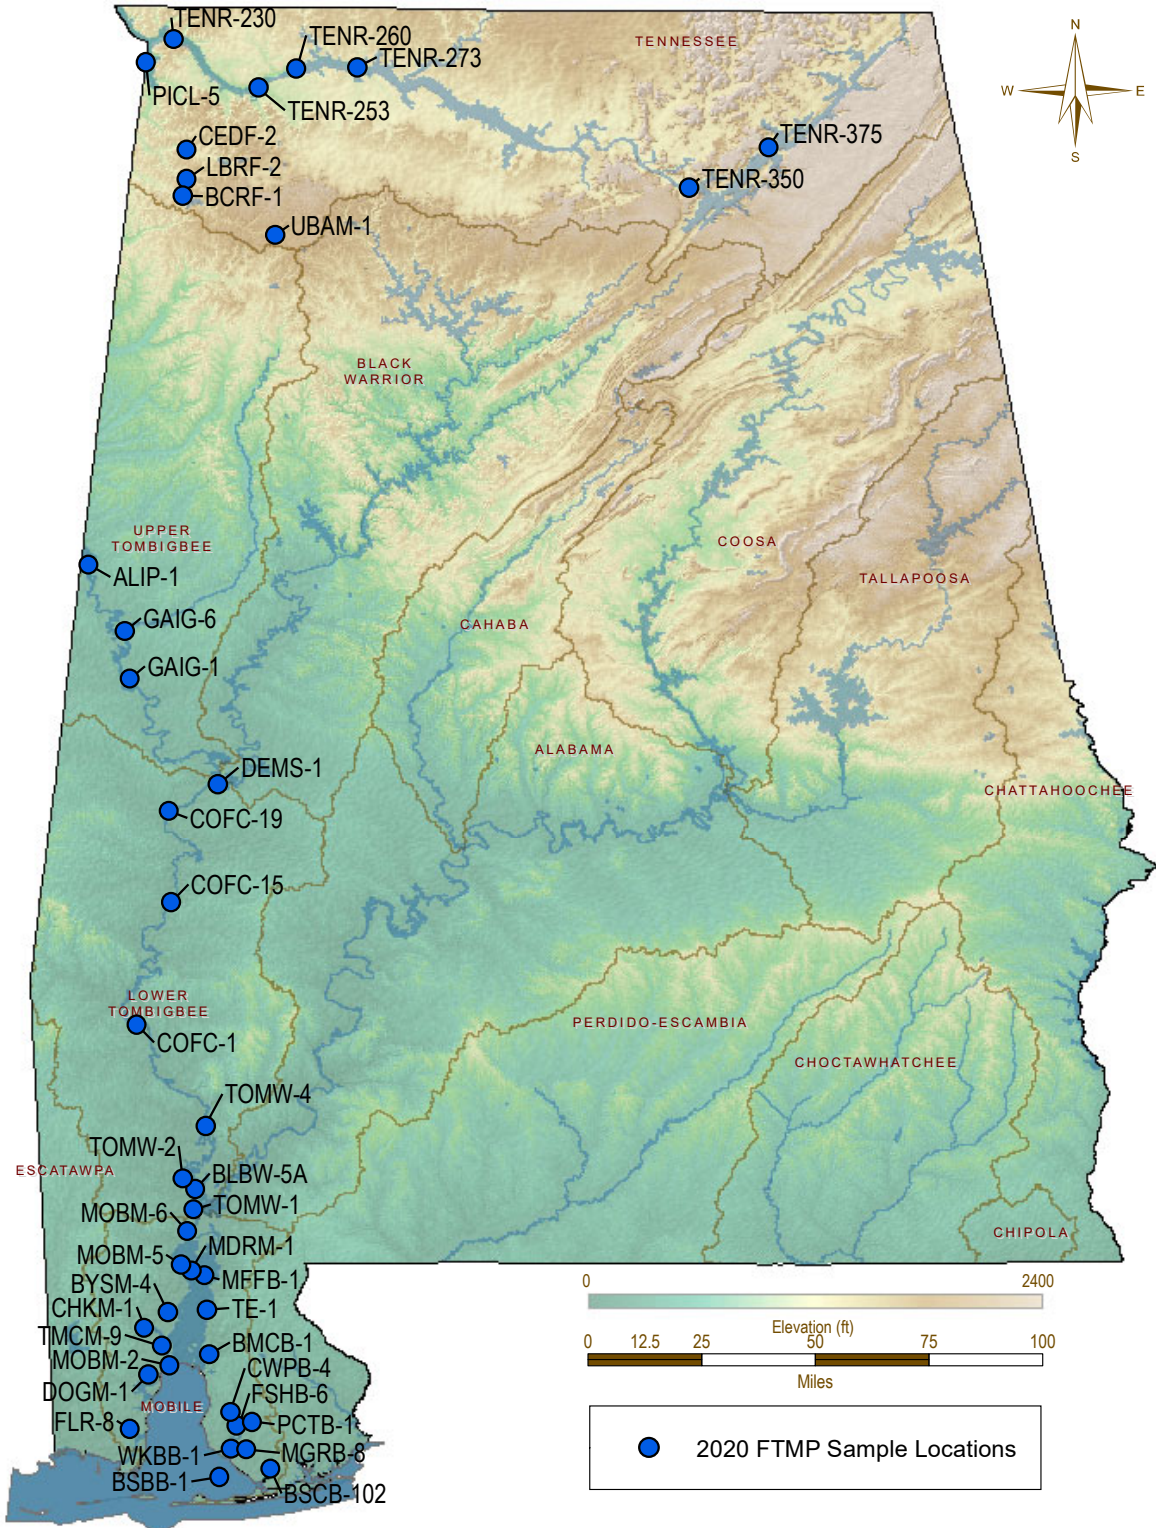 TENR-230
TENR-260
TENNESSEE
TENR-273
N
W
E
S
PICL-5
TENR-253
CEDF-2
TENR-375
LBRF-2
TENR-350
BCRF-1
UBAM-1
BLACK
WARRIOR
UPPER
TOMBIGBEE
COOSA
ALIP-1
TALLAPOOSA
GAIG-6
CAHABA
GAIG-1
ALABAMA
DEMS-1
CHATTAHOOCHEE
COFC-19
COFC-15
LOWER
TOMBIGBEE
PERDIDO-ESCAMBIA
COFC-1
CHOCTAWHATCHEE
TOMW-4
TOMW-2
ESCATAWPA
BLBW-5A
TOMW-1
MOBM-6
CHIPOLA
MDRM-1
MOBM-5
MFFB-1
BYSM-4
CHKM-1
TE-1
TMCM-9
BMCB-1
MOBM-2
CWPB-4
DOGM-1
FSHB-6
MOBILE
FLR-8
PCTB-1
WKBB-1
MGRB-8
BSBB-1
BSCB-102
0 2400
Elevation (ft)
0 12.5 25 50 75 100
Miles
2020 FTMP Sample Locations